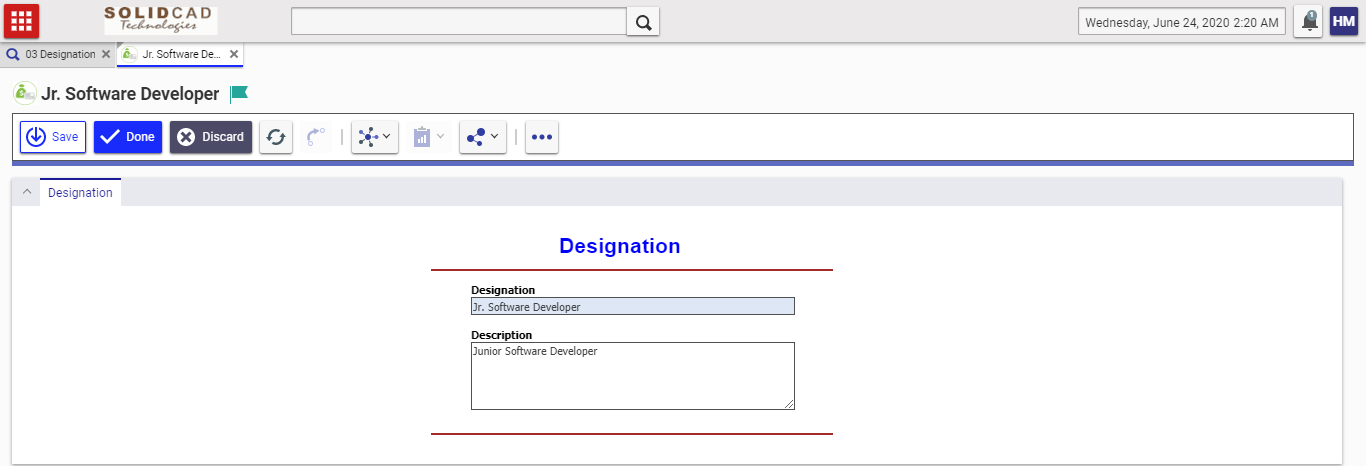 SOLIDCAD
Technologies
Wednesday, June 24, 2020 2:20 AM
1
HM
03 Designation
Jr. Software De...
Jr. Software Developer
Save
Done
Discard
Designation
Designation
Designation
Jr. Software Developer
Description
Junior Software Developer